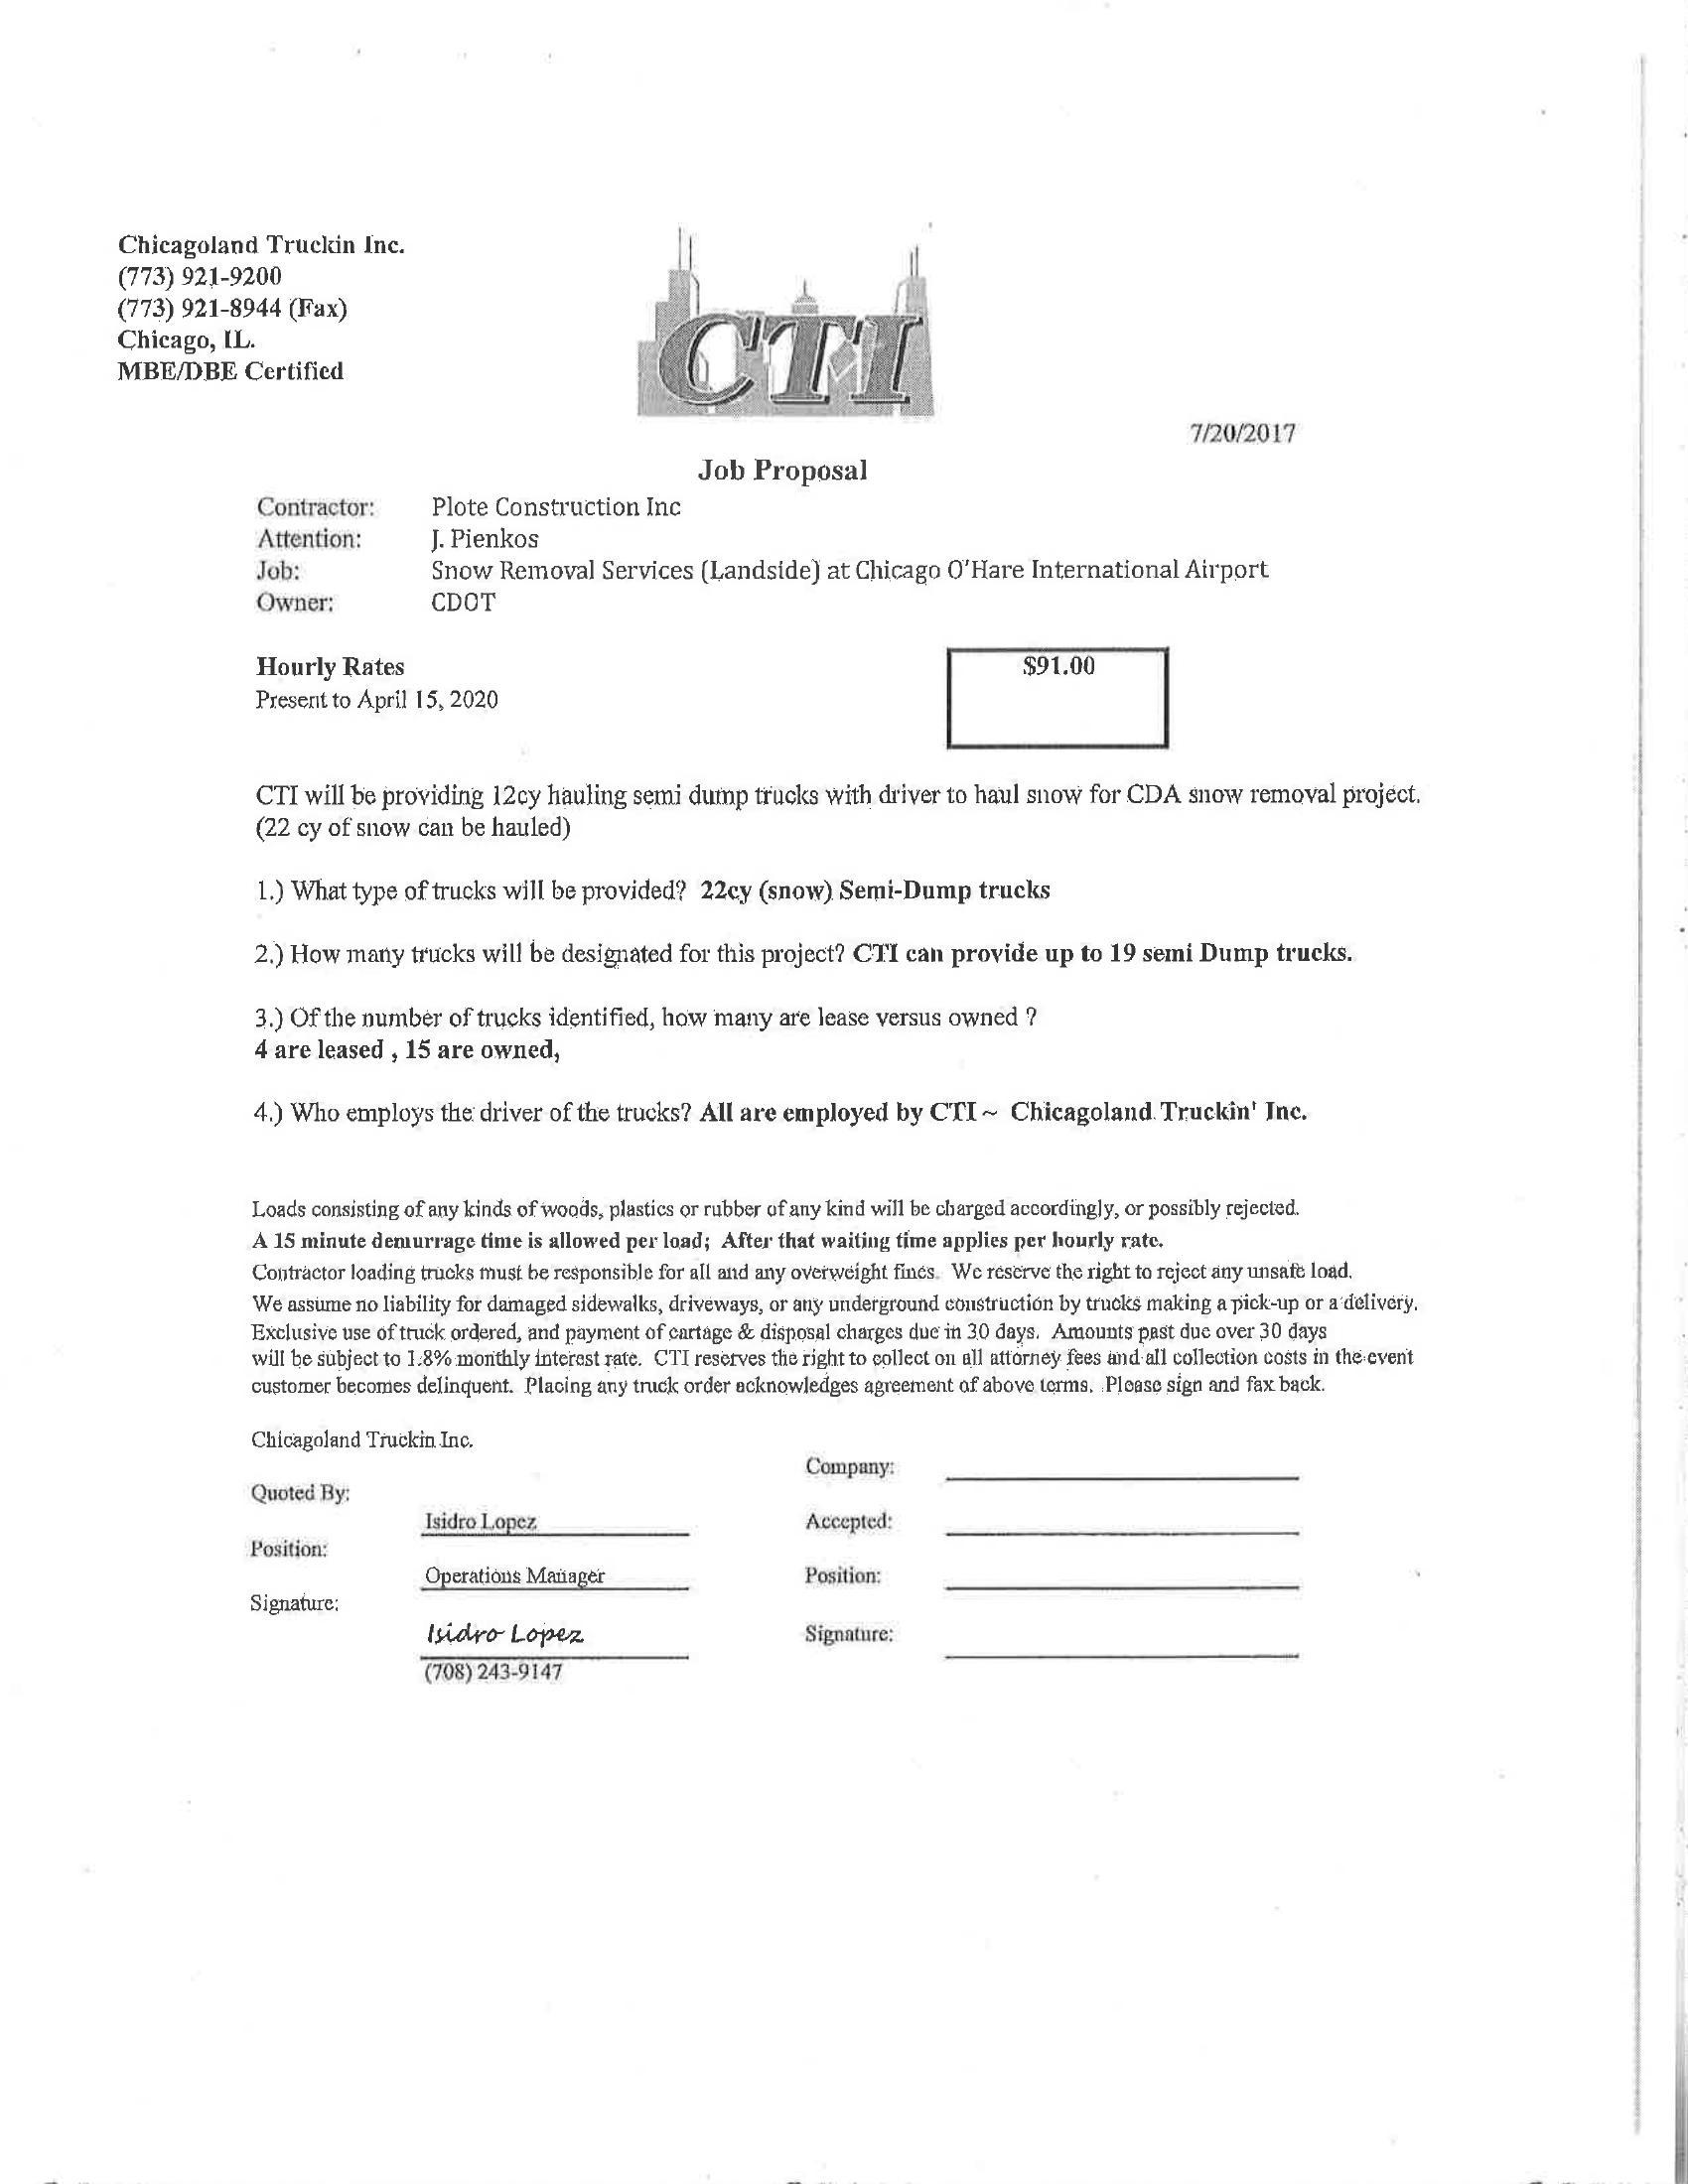 Chicagoland Truckin Inc.
(773) 921-9200
(773) 921-8944 (Fax)
Chicago, IL.
MBE/DBE Certified
CTI
7/20/2017
Job Proposal
Contractor: Plote Construction Inc
Attention: J. Pienkos
Job: Snow Removal Services (Landside) at Chicago O'Hare International Airport
Owner: CDOT
Hourly Rates $91.00
Present to April 15, 2020
CTI will be providing 12cy hauling semi dump trucks with driver to haul snow for CDA snow removal project.
(22 cy of snow can be hauled)
1.) What type of trucks will be provided? 22cy (snow) Semi-Dump trucks
2.) How many trucks will be designated for this project? CTI can provide up to 19 semi Dump trucks.
3.) Of the number of trucks identified, how many are lease versus owned ?
4 are leased , 15 are owned,
4.) Who employs the driver of the trucks? All are employed by CTI ~ Chicagoland Truckin' Inc.
Loads consisting of any kinds of woods, plastics or rubber of any kind will be charged accordingly, or possibly rejected.
A 15 minute demurrage time is allowed per load; After that waiting time applies per hourly rate.
Contractor loading trucks must be responsible for all and any overweight fines. We reserve the right to reject any unsafe load.
We assume no liability for damaged sidewalks, driveways, or any underground construction by trucks making a pick-up or a delivery.
Exclusive use of truck ordered, and payment of cartage & disposal charges due in 30 days. Amounts past due over 30 days
will be subject to 1.8% monthly interest rate. CTI reserves the right to collect on all attorney fees and all collection costs in the event
customer becomes delinquent. Placing any truck order acknowledges agreement of above terms. Please sign and fax back.
Chicagoland Truckin Inc.
Company:
Quoted By:
Isidro Lopez
Accepted:
Position:
Operations Manager
Position:
Signature:
Isidro Lopez
Signature:
(708) 243-9147